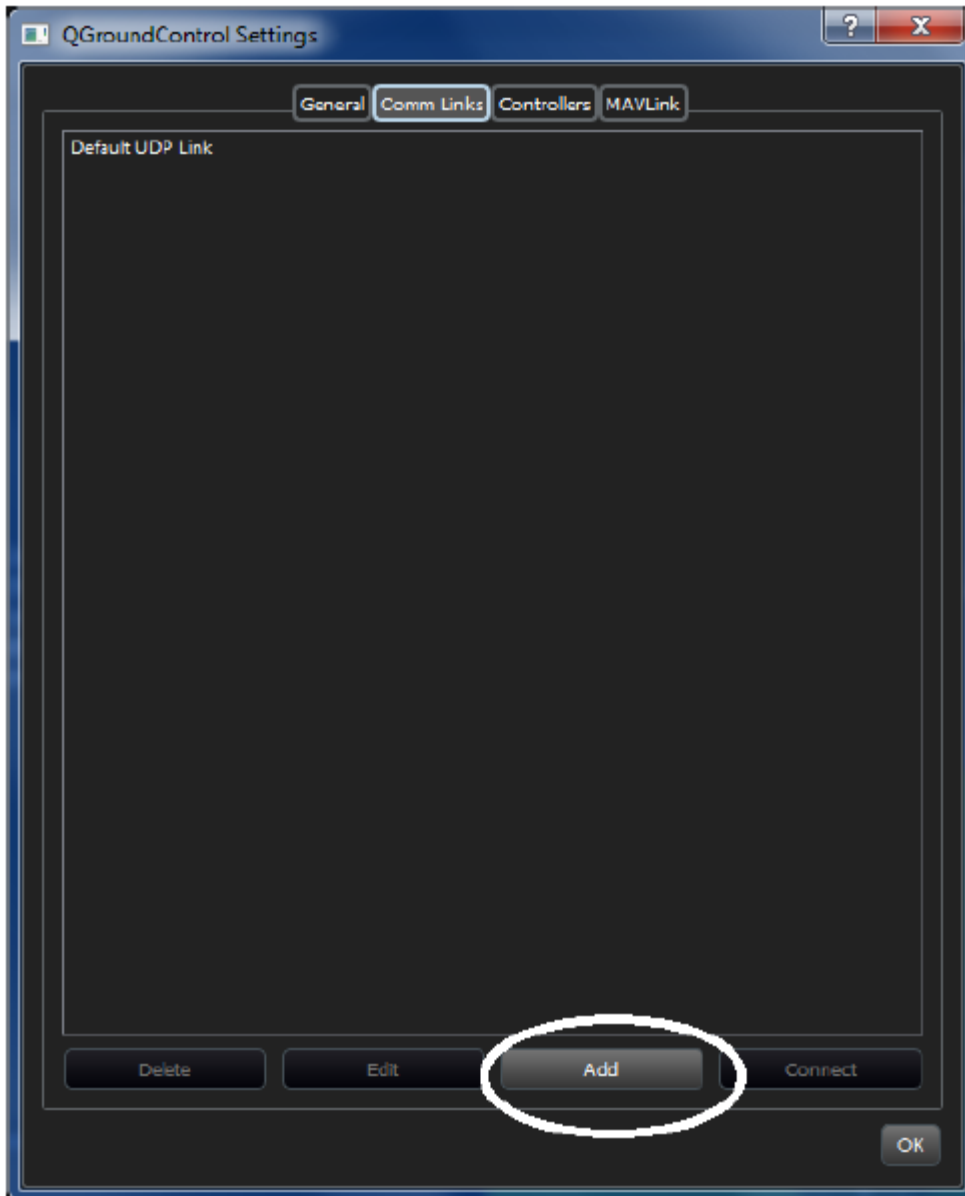 QGroundControl Settings
? X
General Comm Links Controllers MAVLink
Default UDP Link
Delete Edit Add Connect
OK